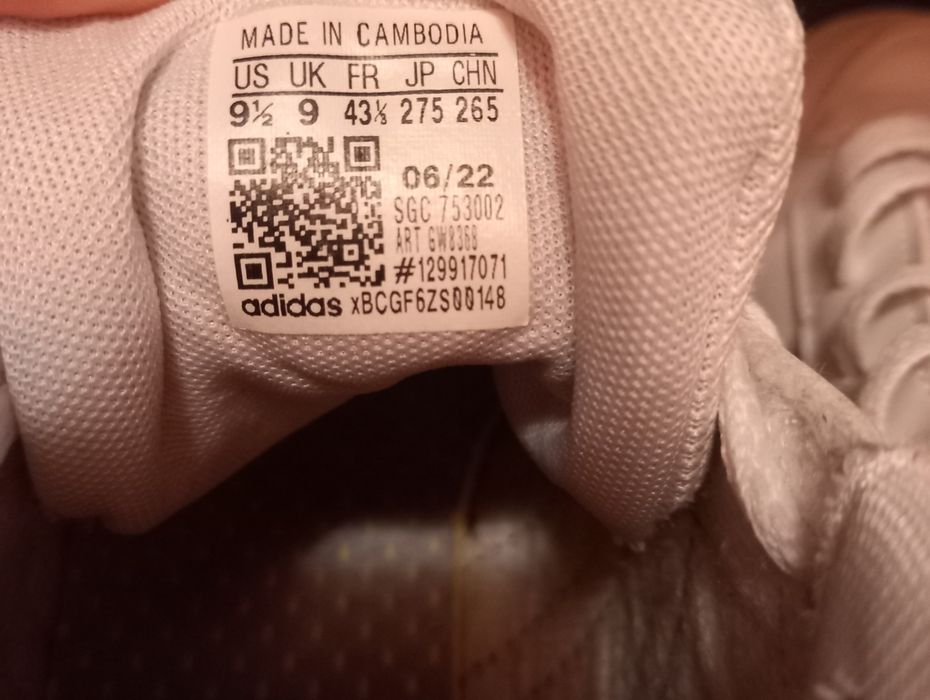 MADE IN CAMBODIA
US UK FR JP CHN
9½ 9 43⅓ 275 265
06/22
SGC 753002
ART GW8368
#129917071
adidas xBCGF6ZS00148